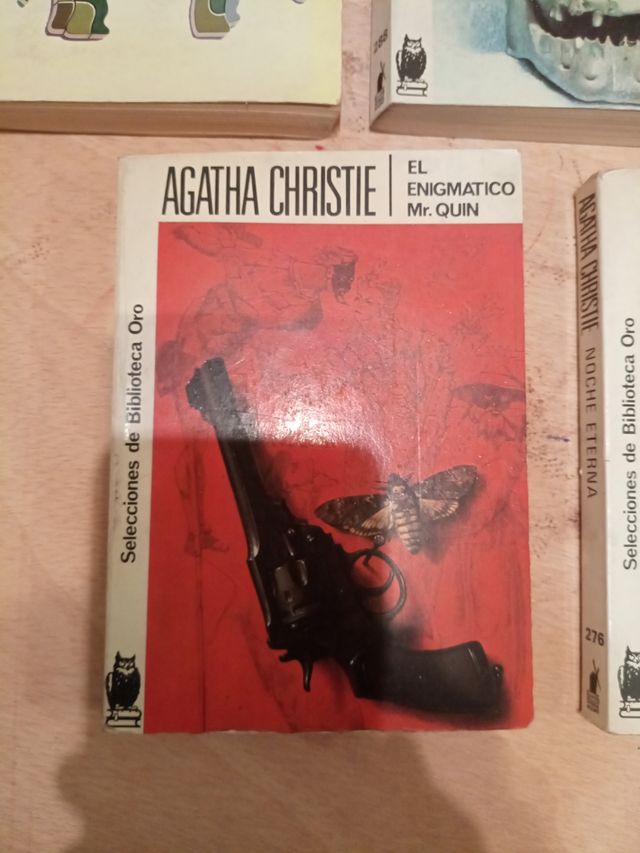 288
AGATHA CHRISTIE
EL
ENIGMATICO
Mr. QUIN
Selecciones de Biblioteca Oro
AGATHA CHRISTIE NOCHE ETERNA
276
Selecciones de Biblioteca Oro